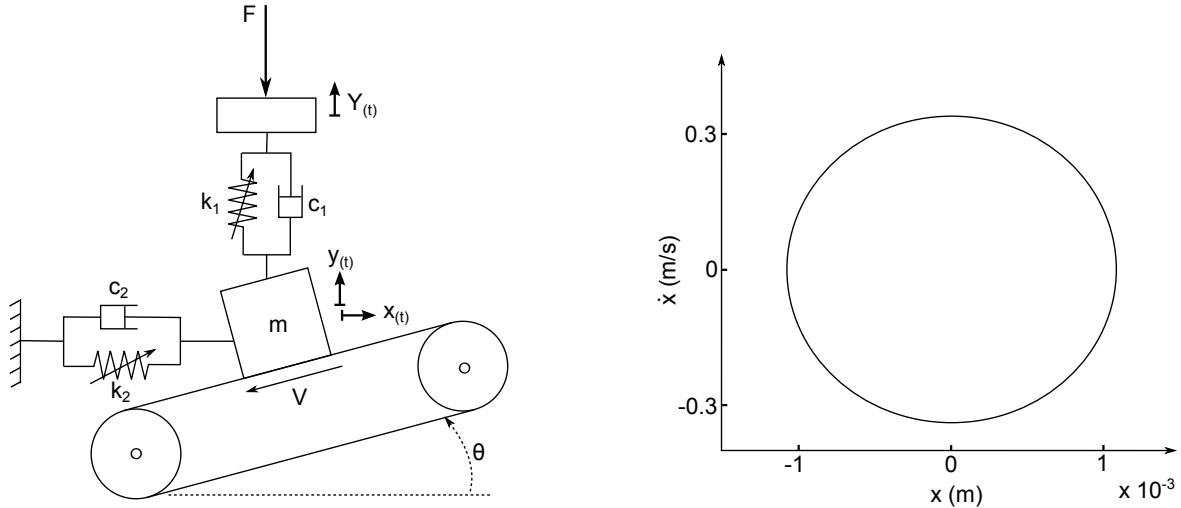 F
Y(t)
k1
c1
y(t)
x(t)
c2
m
k2
V
θ
0.3
0
-0.3
ẋ (m/s)
-1 0 1
x (m)
x 10-3